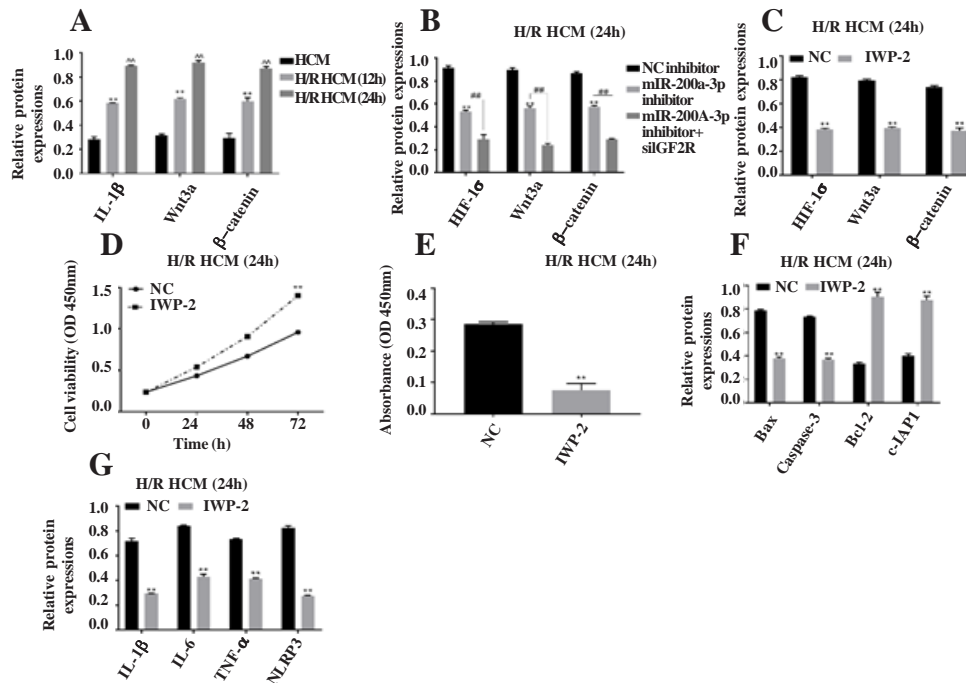 A
Relative protein
expressions
1.0
0.8
0.6
0.4
0.2
0.0
**
^^
**
^^
**
^^
IL-1β
Wnt3a
β-catenin
HCM
H/R HCM (12h)
H/R HCM (24h)
B
H/R HCM (24h)
Relative protein expressions
1.0
0.8
0.6
0.4
0.2
0.0
**
##
**
##
**
##
HIF-1σ
Wnt3a
β-catenin
NC inhibitor
mIR-200a-3p
inhibitor
mIR-200A-3p
inhibitor+
silGF2R
C
H/R HCM (24h)
NC
IWP-2
Relative protein expressions
1.0
0.8
0.6
0.4
0.2
0.0
**
**
**
HIF-1σ
Wnt3a
β-catenin
D
H/R HCM (24h)
NC
IWP-2
Cell viability (OD 450nm)
1.5
1.0
0.5
0.0
**
0
24
48
72
Time (h)
E
H/R HCM (24h)
Absorbance (OD 450nm)
0.3
0.2
0.1
0.0
**
NC
IWP-2
F
H/R HCM (24h)
NC
IWP-2
Relative protein
expressions
1.0
0.8
0.6
0.4
0.2
0.0
**
**
**
**
Bax
Caspase-3
Bcl-2
c-IAP1
G
H/R HCM (24h)
NC
IWP-2
Relative protein
expressions
1.0
0.8
0.6
0.4
0.2
0.0
**
**
**
**
IL-1β
IL-6
TNF-α
NLRP3